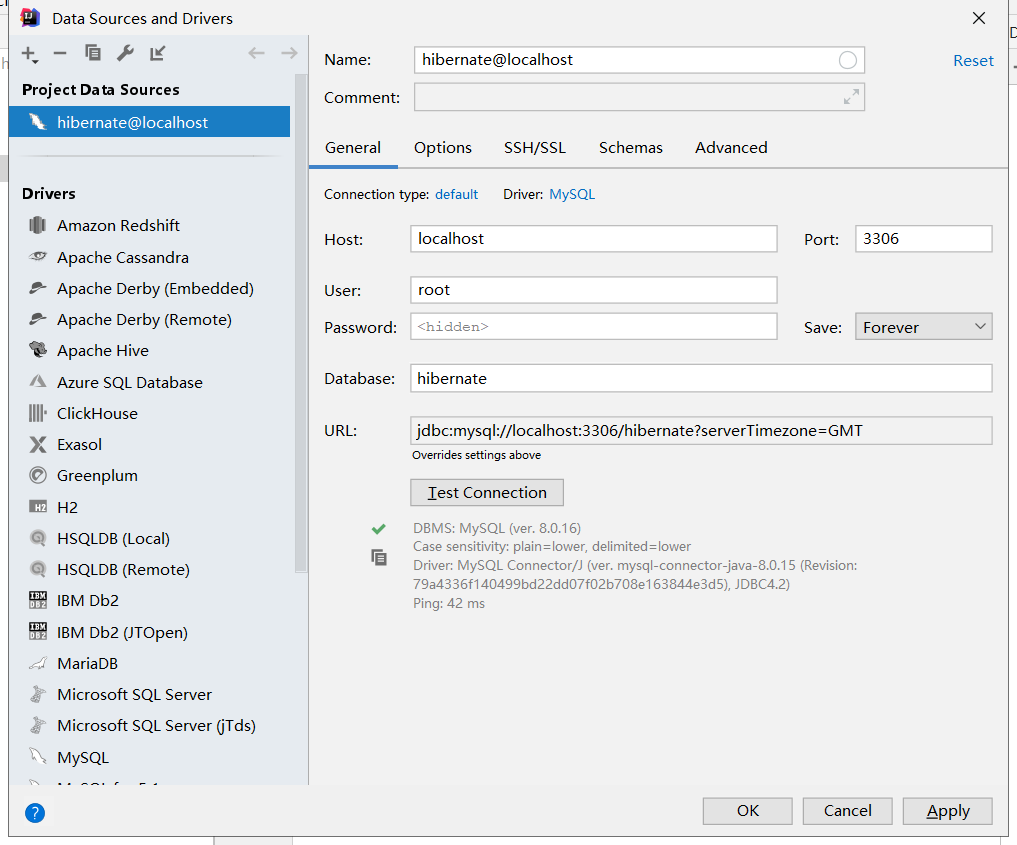 Data Sources and Drivers
Project Data Sources
hibernate@localhost
Drivers
Amazon Redshift
Apache Cassandra
Apache Derby (Embedded)
Apache Derby (Remote)
Apache Hive
Azure SQL Database
ClickHouse
Exasol
Greenplum
H2
HSQLDB (Local)
HSQLDB (Remote)
IBM Db2
IBM Db2 (JTOpen)
MariaDB
Microsoft SQL Server
Microsoft SQL Server (jTds)
MySQL
Name: hibernate@localhost
Reset
Comment:
General Options SSH/SSL Schemas Advanced
Connection type: default Driver: MySQL
Host: localhost Port: 3306
User: root
Password: <hidden> Save: Forever
Database: hibernate
URL: jdbc:mysql://localhost:3306/hibernate?serverTimezone=GMT
Overrides settings above
Test Connection
DBMS: MySQL (ver. 8.0.16)
Case sensitivity: plain=lower, delimited=lower
Driver: MySQL Connector/J (ver. mysql-connector-java-8.0.15 (Revision:
79a4336f140499bd22dd07f02b708e163844e3d5), JDBC4.2)
Ping: 42 ms
? OK Cancel Apply